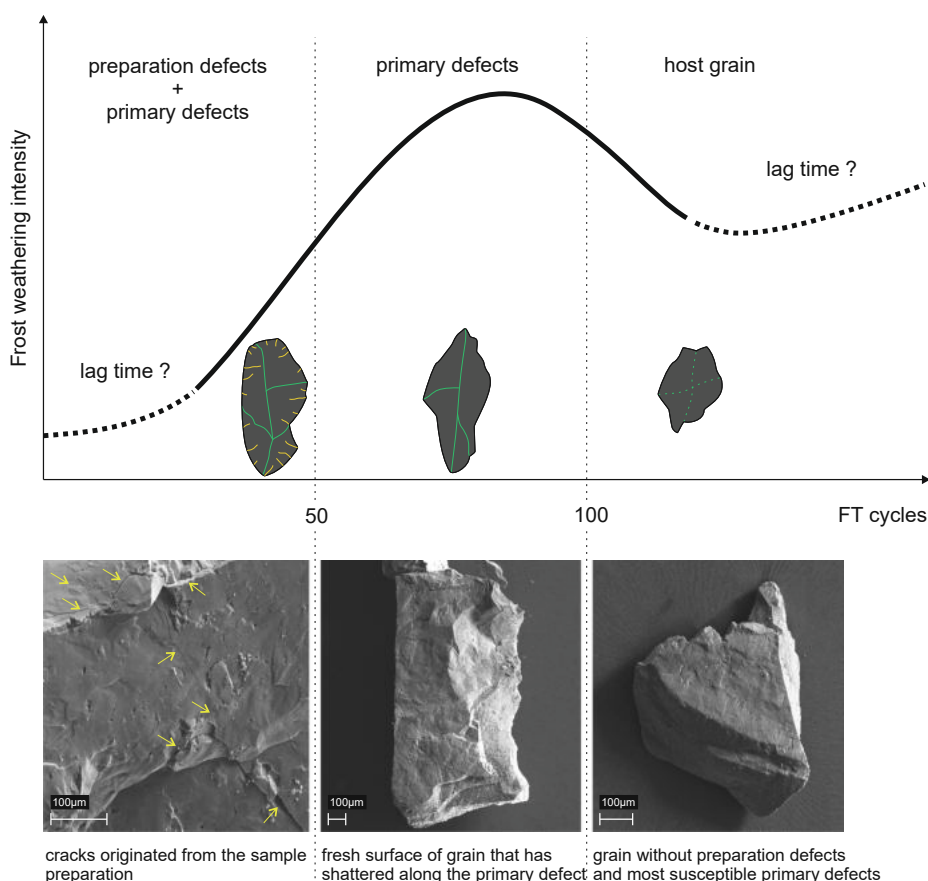 preparation defects
+
primary defects
primary defects
host grain
lag time ?
Frost weathering intensity
lag time ?
50
100
FT cycles
100µm
100µm
100µm
cracks originated from the sample
preparation
fresh surface of grain that has
shattered along the primary defect
grain without preparation defects
and most susceptible primary defects